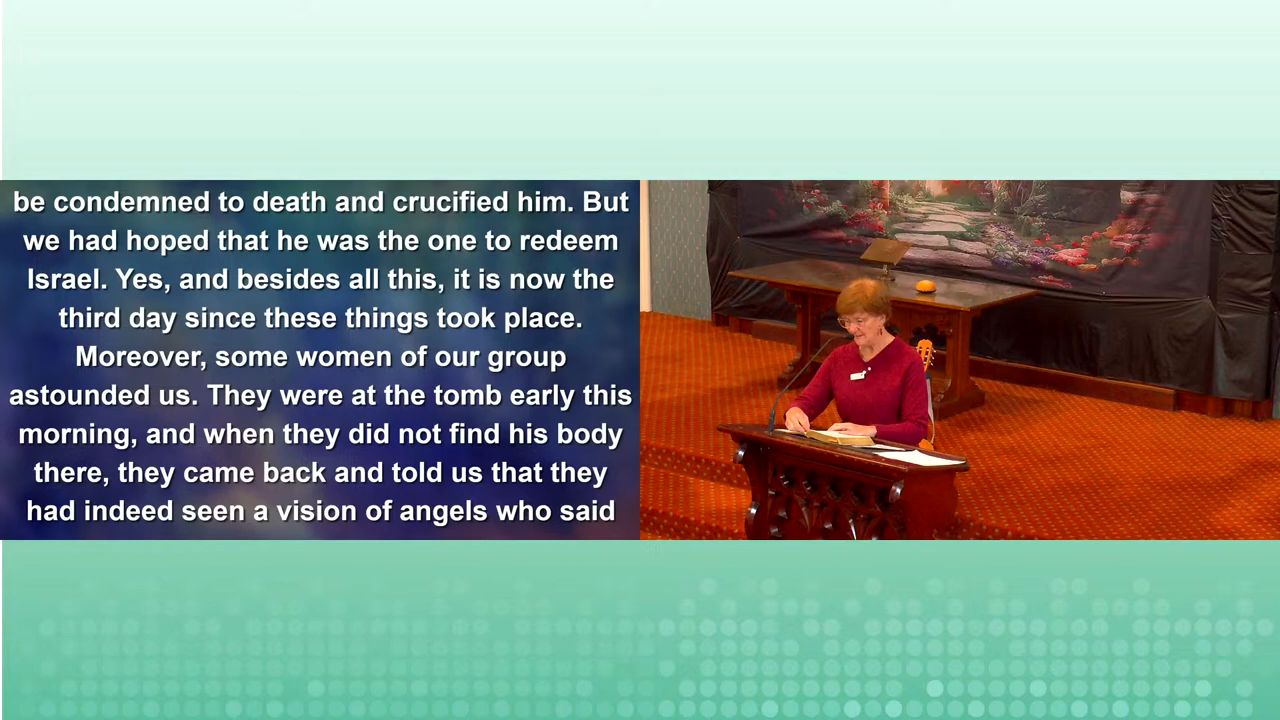 be condemned to death and crucified him. But
we had hoped that he was the one to redeem
Israel. Yes, and besides all this, it is now the
third day since these things took place.
Moreover, some women of our group
astounded us. They were at the tomb early this
morning, and when they did not find his body
there, they came back and told us that they
had indeed seen a vision of angels who said